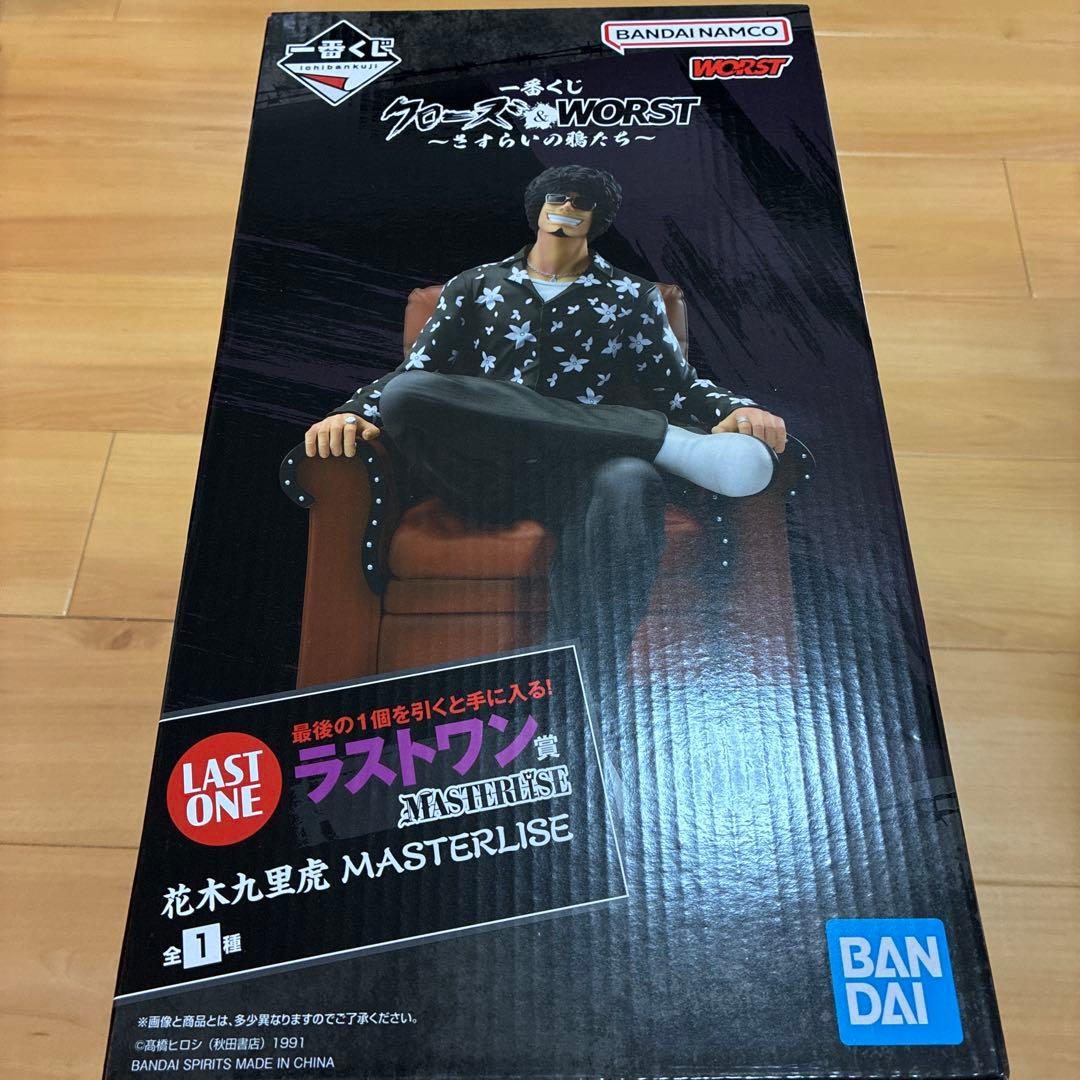 一番くじ
ichibankuji
BANDAI NAMCO
WORST
一番くじ
クローズ&WORST
～さすらいの鴉たち～
LAST
ONE
最後の1個を引くと手に入る!
ラストワン賞
MASTERLISE
花木九里虎 MASTERLISE
全1種
BAN
DAI
※画像と商品とは、多少異なりますのでご了承ください。
©髙橋ヒロシ（秋田書店）1991
BANDAI SPIRITS MADE IN CHINA